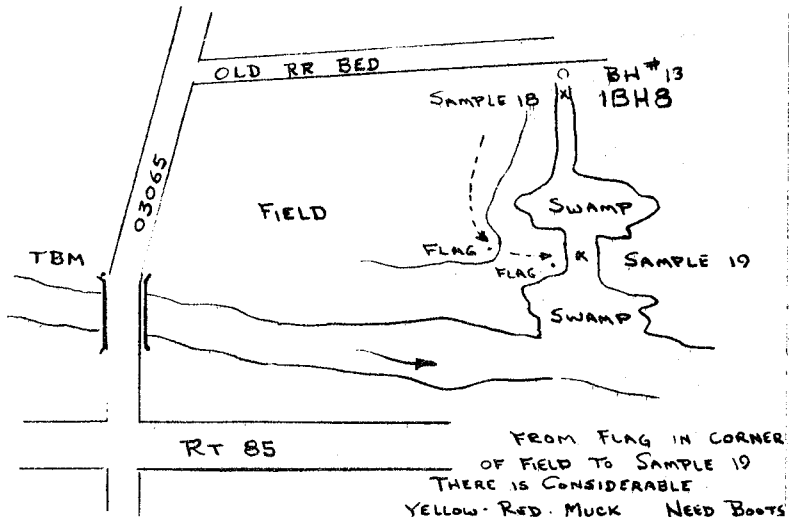 OLD RR BED
BH #13
SAMPLE 18
1BH8
03065
FIELD
SWAMP
TBM
FLAG
FLAG
SAMPLE 19
SWAMP
RT 85
FROM FLAG IN CORNER
OF FIELD TO SAMPLE 19
THERE IS CONSIDERABLE
YELLOW-RED-MUCK NEED BOOTS